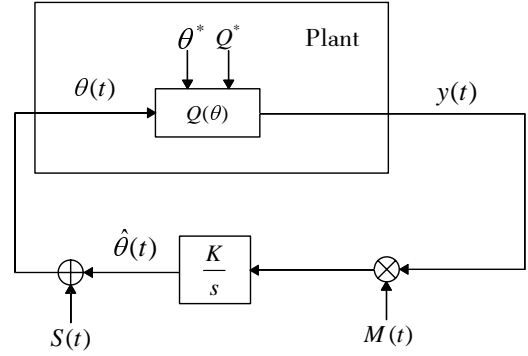 Plant
θ* Q*
θ(t)
Q(θ)
y(t)
θ̂(t)
K
s
S(t)
M(t)